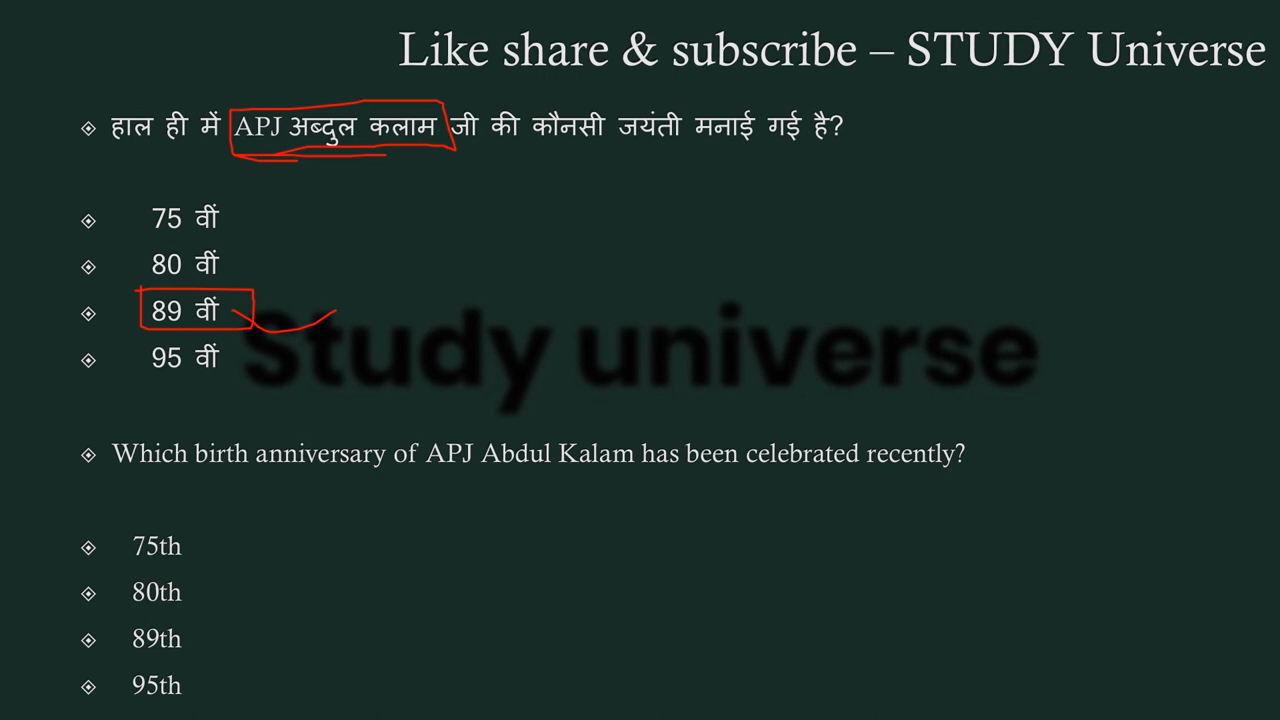 Like share & subscribe – STUDY Universe
हाल ही में APJ अब्दुल कलाम जी की कौनसी जयंती मनाई गई है?
75 वीं
80 वीं
89 वीं
95 वीं
Study universe
Which birth anniversary of APJ Abdul Kalam has been celebrated recently?
75th
80th
89th
95th